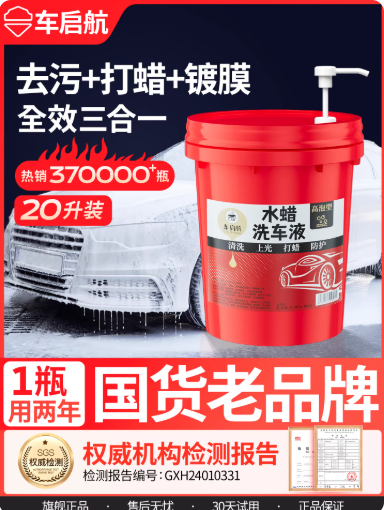 车启航
去污+打蜡+镀膜
全效三合一
热销370000+瓶
20升装
车启航
水蜡
洗车液
高泡型
清洗 上光 打蜡 防护
1瓶
用两年
国货老品牌
SGS
权威检测
权威机构检测报告
检测报告编号:GXH24010331
旗舰正品 · 售后无忧 · 30天试用 · 正品保证